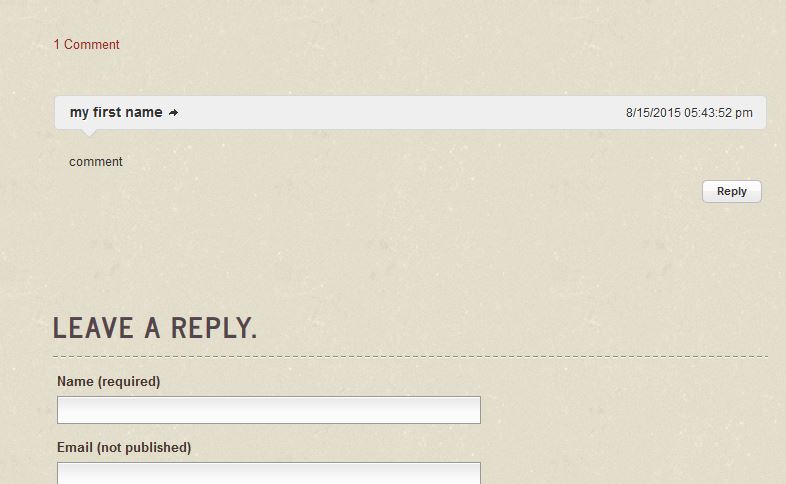 1 Comment
my first name
8/15/2015 05:43:52 pm
comment
Reply
LEAVE A REPLY.
Name (required)
Email (not published)